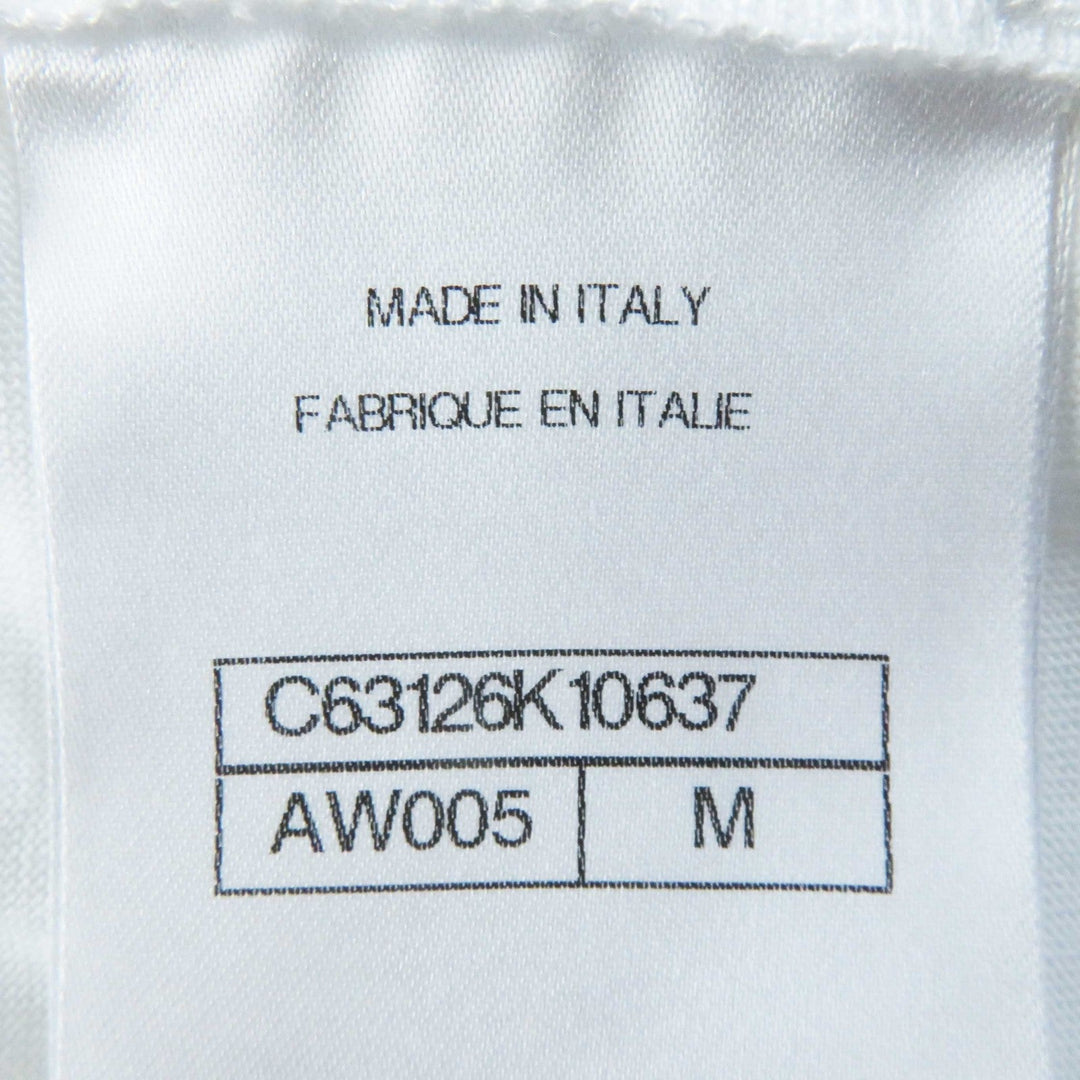 MADE IN ITALY
FABRIQUE EN ITALIE
C63126K10637
AW005 M